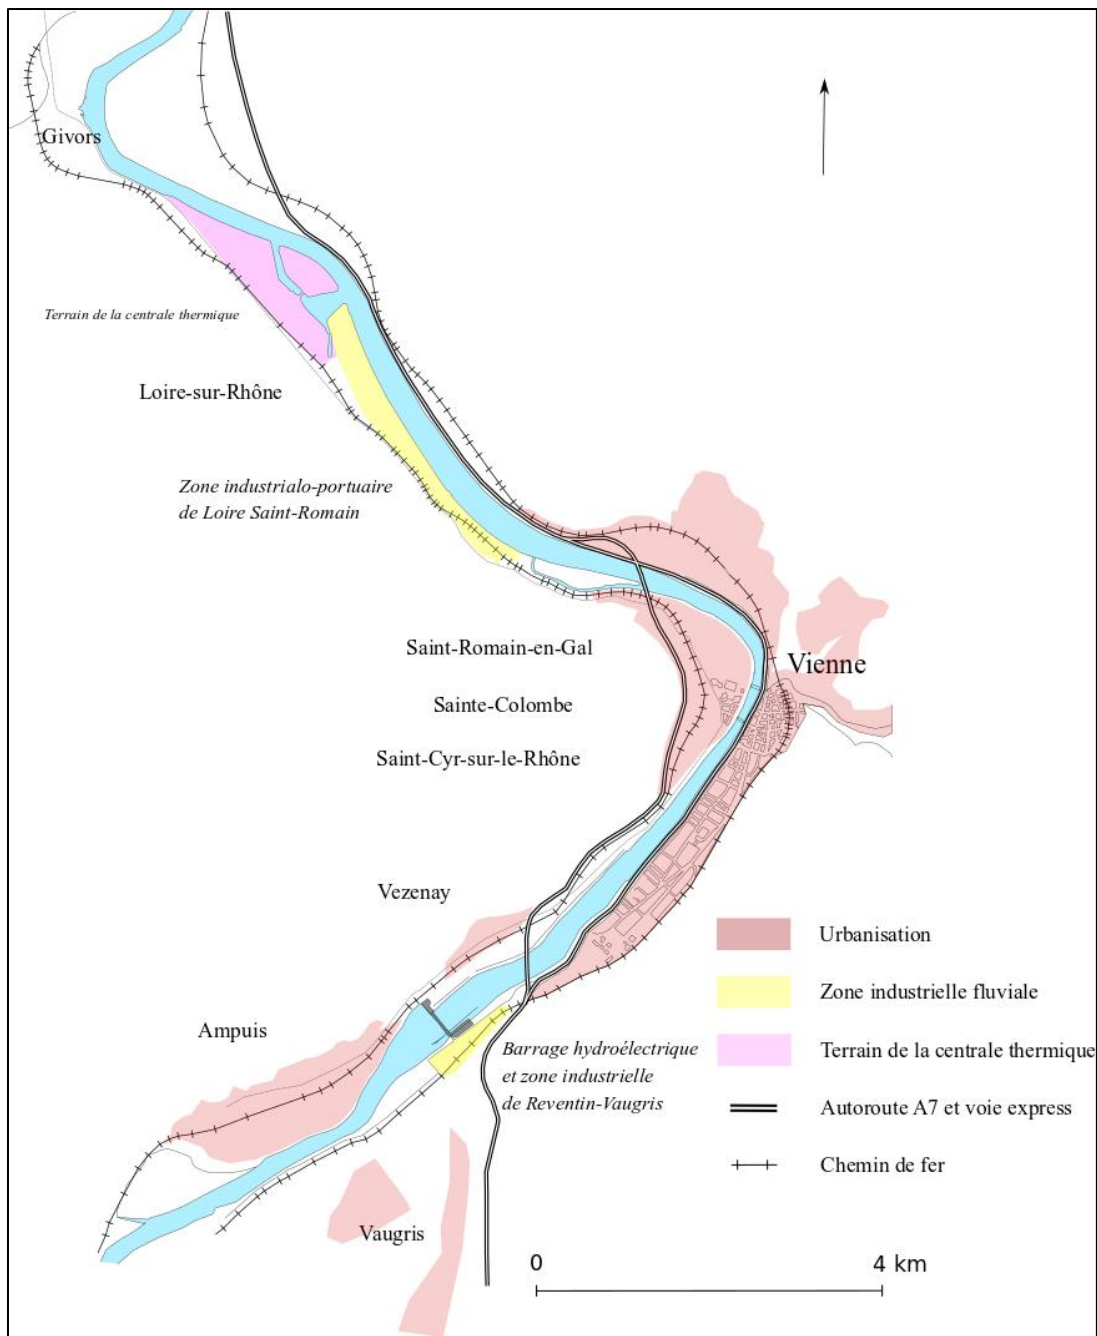 Givors
Terrain de la centrale thermique
Loire-sur-Rhône
Zone industrialo-portuaire
de Loire Saint-Romain
Saint-Romain-en-Gal
Vienne
Sainte-Colombe
Saint-Cyr-sur-le-Rhône
Vezenay
Urbanisation
Zone industrielle fluviale
Ampuis
Barrage hydroélectrique
et zone industrielle
de Reventin-Vaugris
Terrain de la centrale thermique
Autoroute A7 et voie express
Chemin de fer
Vaugris
0 4 km